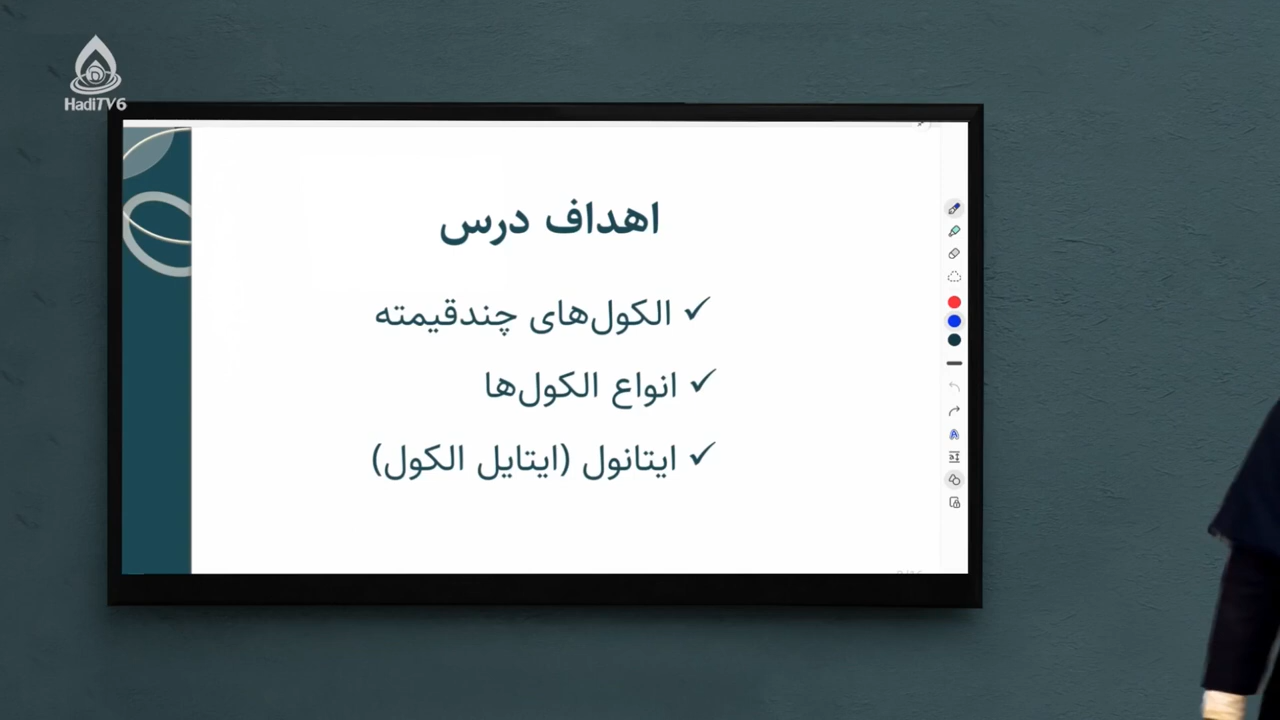 HadiTV6
اهداف درس
✓ الکول‌های چندقیمته
✓ انواع الکول‌ها
✓ ایتانول (ایتایل الکول)